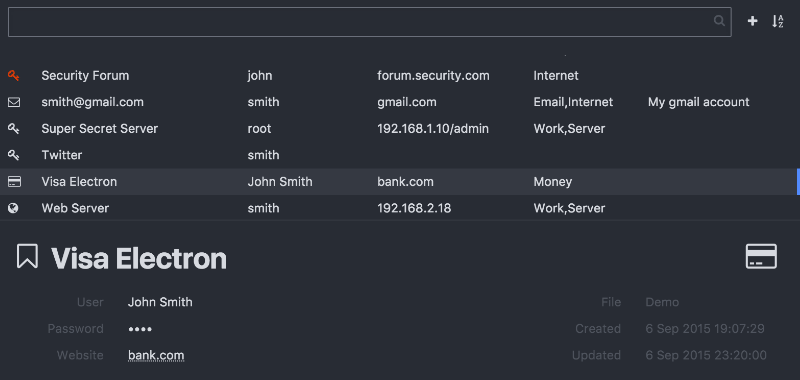 Security Forum john forum.security.com Internet
smith@gmail.com smith gmail.com Email,Internet My gmail account
Super Secret Server root 192.168.1.10/admin Work,Server
Twitter smith
Visa Electron John Smith bank.com Money
Web Server smith 192.168.2.18 Work,Server
Visa Electron
User John Smith File Demo
Password •••• Created 6 Sep 2015 19:07:29
Website bank.com Updated 6 Sep 2015 23:20:00